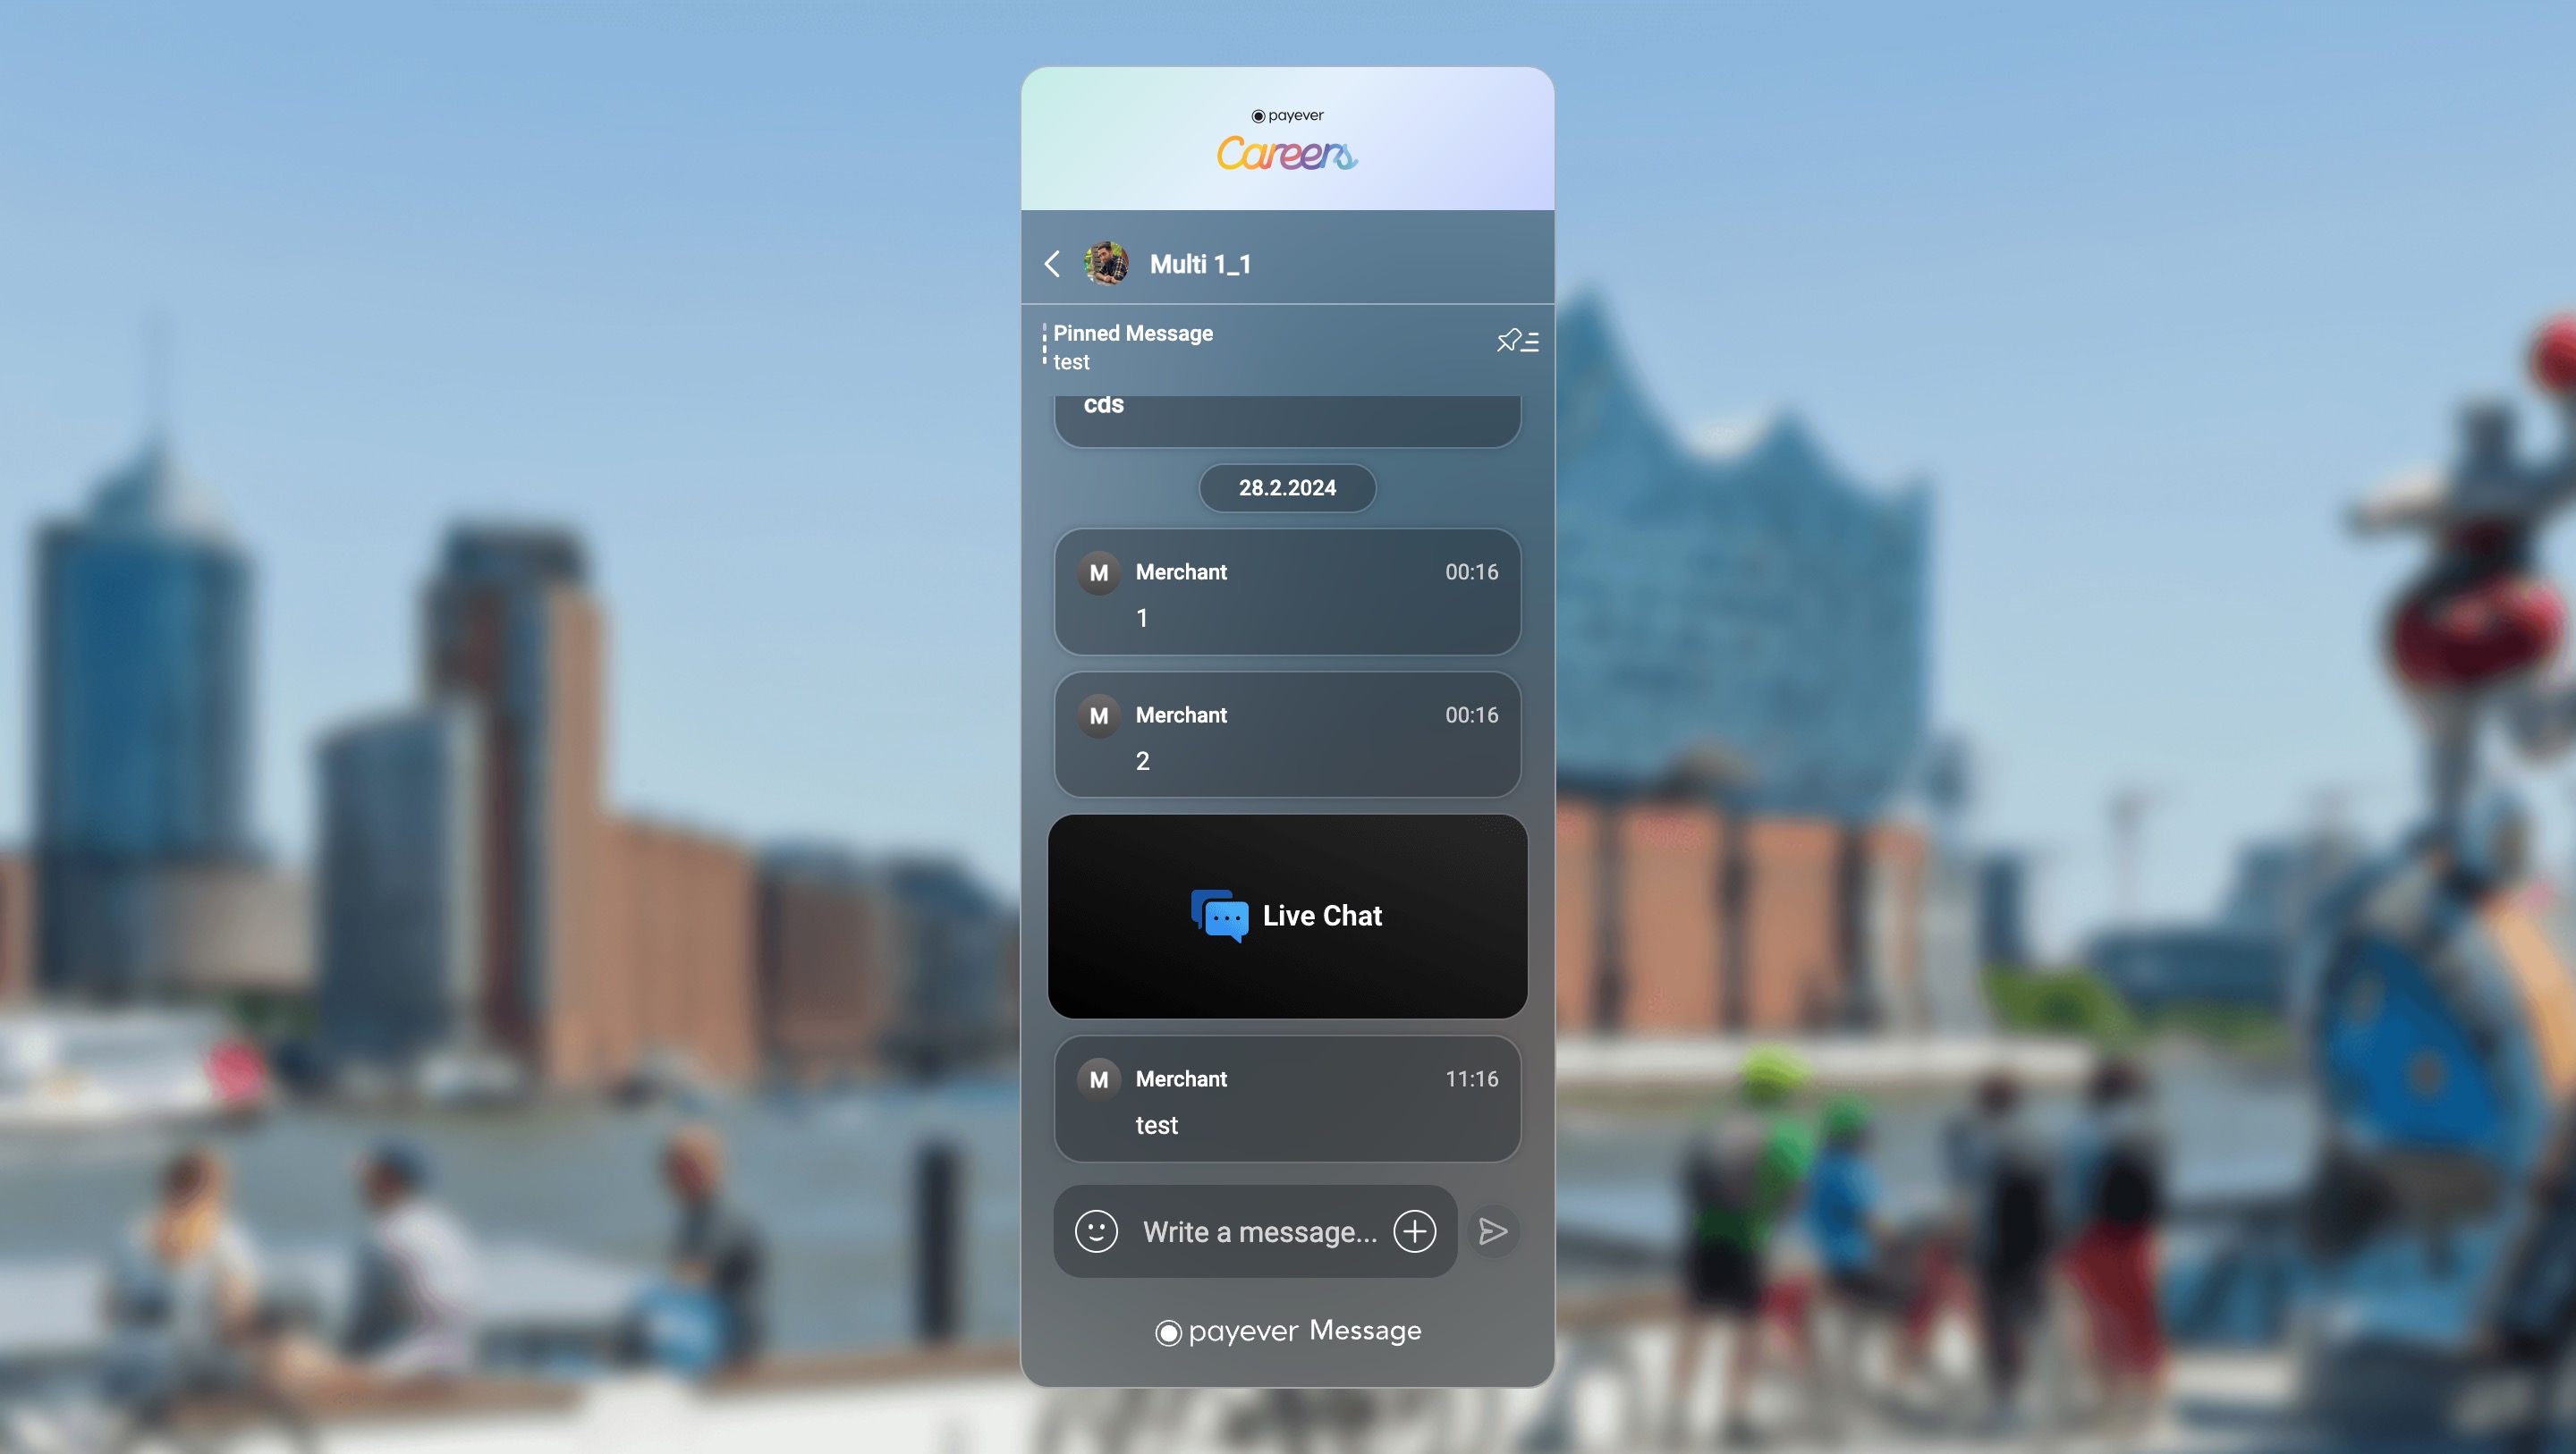 payever
Careers
Multi 1_1
Pinned Message
test
cds
28.2.2024
M Merchant 00:16
1
M Merchant 00:16
2
Live Chat
M Merchant 11:16
test
Write a message...
payever Message